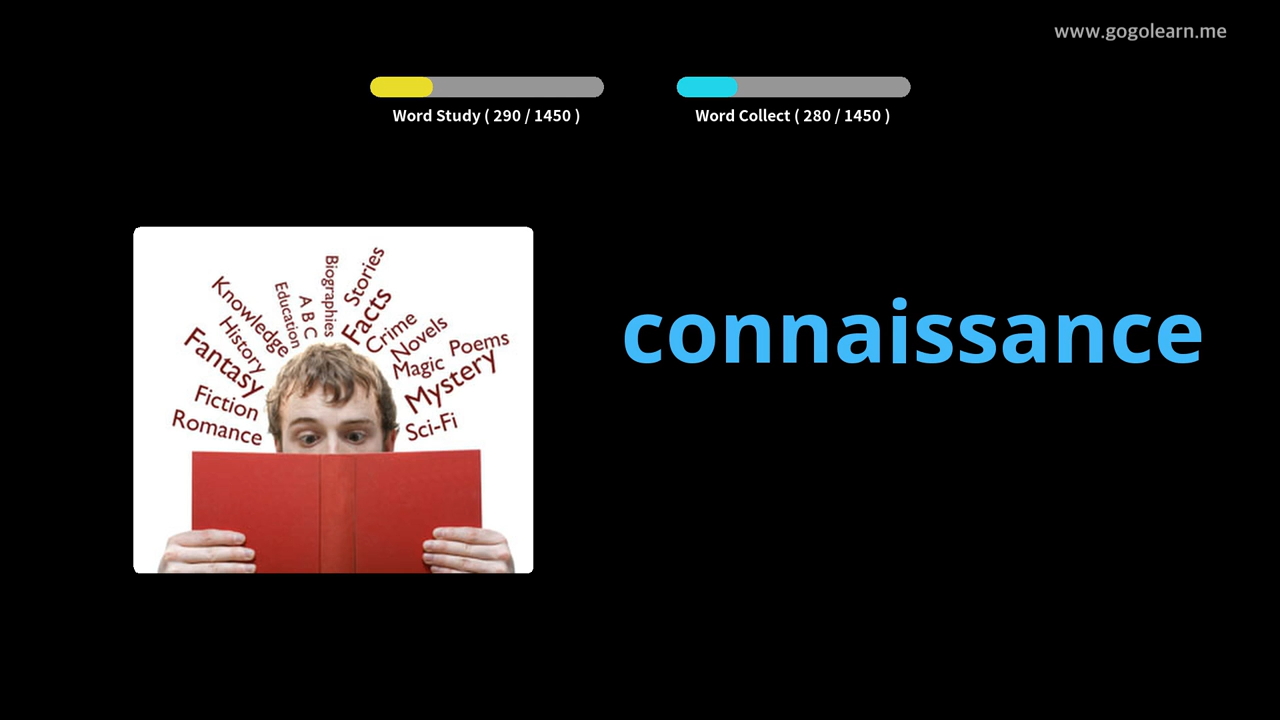 www.gogolearn.me
Word Study ( 290 / 1450 )
Word Collect ( 280 / 1450 )
Knowledge
History
Fantasy
Fiction
Romance
Education
A B C
Biographies
Stories
Facts
Crime
Novels
Magic
Poems
Mystery
Sci-Fi
connaissance